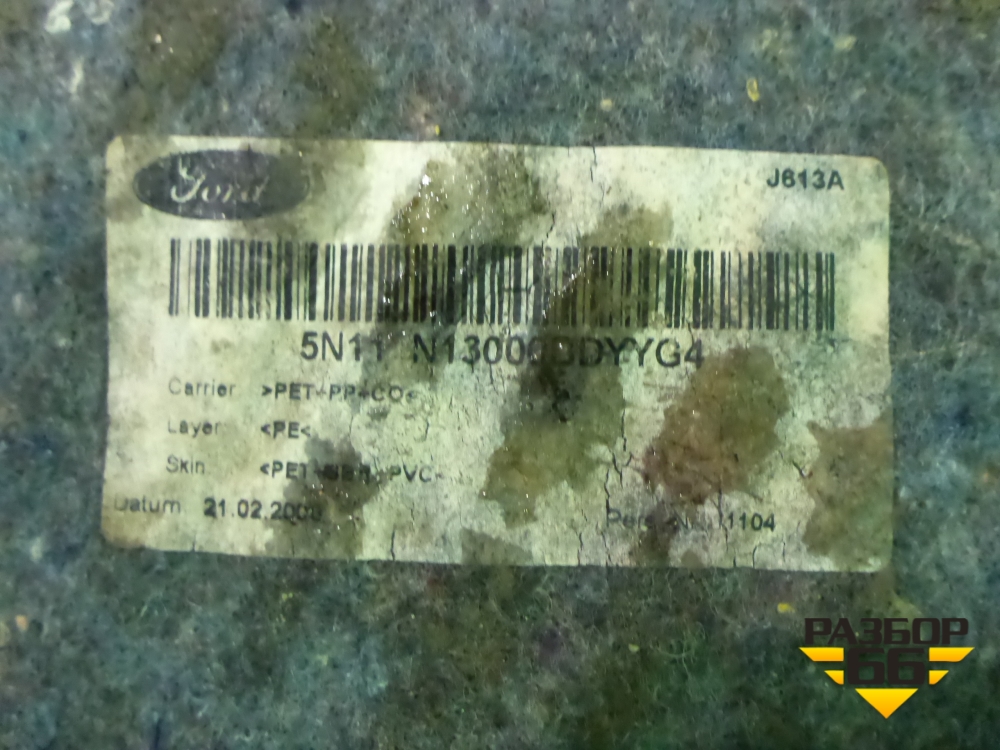 Ford
J613A
5N11 N13000DDYYG4
Carrier >PET+PP+CO<
Layer <PE<
Skin <PET PVC
Datum 21.02.
Pers 1104
РАЗБОР
66